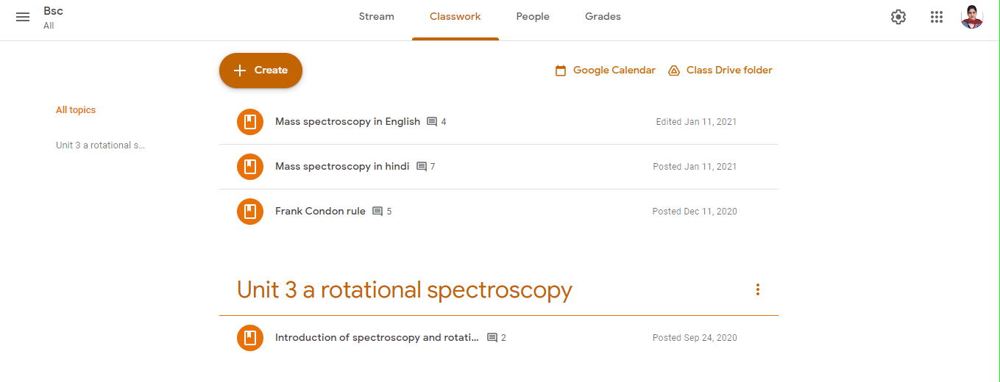 Bsc
All
Stream Classwork People Grades
Create
Google Calendar Class Drive folder
All topics
Unit 3 a rotational s...
Mass spectroscopy in English 4 Edited Jan 11, 2021
Mass spectroscopy in hindi 7 Posted Jan 11, 2021
Frank Condon rule 5 Posted Dec 11, 2020
Unit 3 a rotational spectroscopy
Introduction of spectroscopy and rotati... 2 Posted Sep 24, 2020